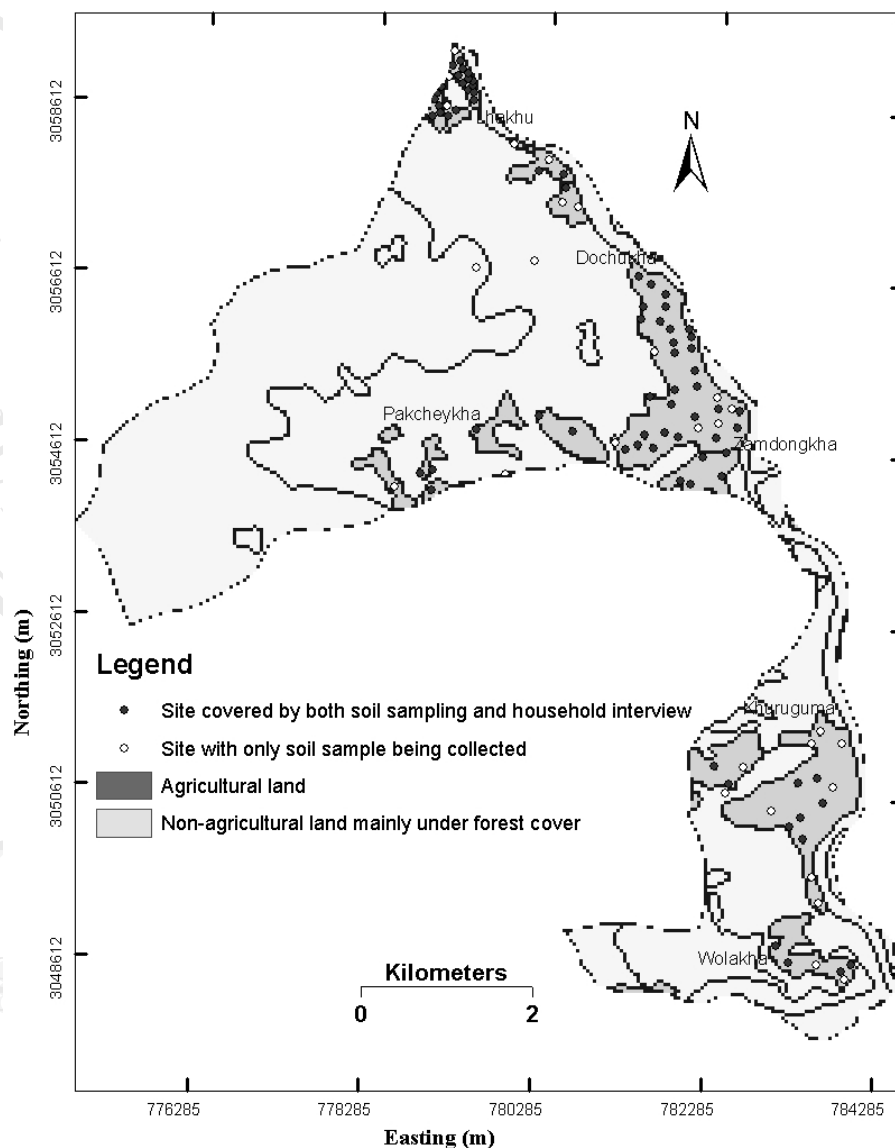 3058612
Lhakhu
N
3056612
Dochukha
Pakcheykha
3054612
Zamdongkha
3052612
Northing (m)
Legend
Site covered by both soil sampling and household interview
Site with only soil sample being collected
Agricultural land
Non-agricultural land mainly under forest cover
Khuruguma
3050612
Wolakha
3048612
Kilometers
0 2
776285 778285 780285 782285 784285
Easting (m)